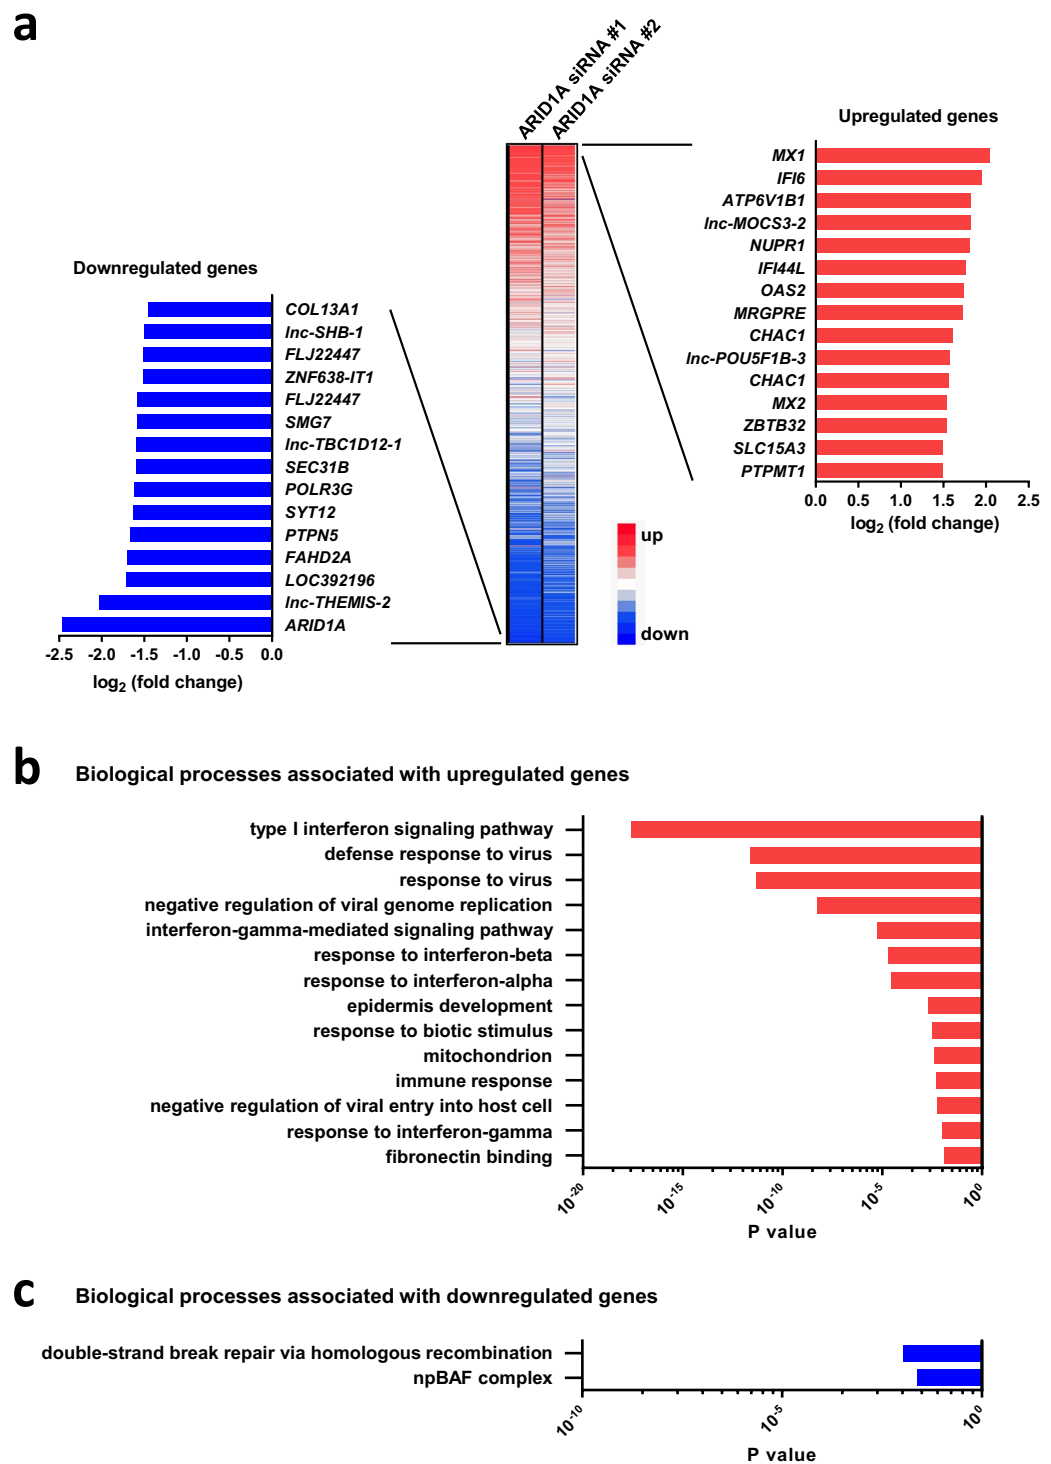 a
ARID1A siRNA #1
ARID1A siRNA #2
Upregulated genes
MX1
IFI6
ATP6V1B1
lnc-MOCS3-2
NUPR1
IFI44L
OAS2
MRGPRE
CHAC1
lnc-POU5F1B-3
CHAC1
MX2
ZBTB32
SLC15A3
PTPMT1
0.0 0.5 1.0 1.5 2.0 2.5
log2 (fold change)
Downregulated genes
COL13A1
lnc-SHB-1
FLJ22447
ZNF638-IT1
FLJ22447
SMG7
lnc-TBC1D12-1
SEC31B
POLR3G
SYT12
PTPN5
FAHD2A
LOC392196
lnc-THEMIS-2
ARID1A
-2.5 -2.0 -1.5 -1.0 -0.5 0.0
log2 (fold change)
up
down
b
Biological processes associated with upregulated genes
type I interferon signaling pathway
defense response to virus
response to virus
negative regulation of viral genome replication
interferon-gamma-mediated signaling pathway
response to interferon-beta
response to interferon-alpha
epidermis development
response to biotic stimulus
mitochondrion
immune response
negative regulation of viral entry into host cell
response to interferon-gamma
fibronectin binding
10-20 10-15 10-10 10-5 100
P value
c
Biological processes associated with downregulated genes
double-strand break repair via homologous recombination
npBAF complex
10-10 10-5 100
P value